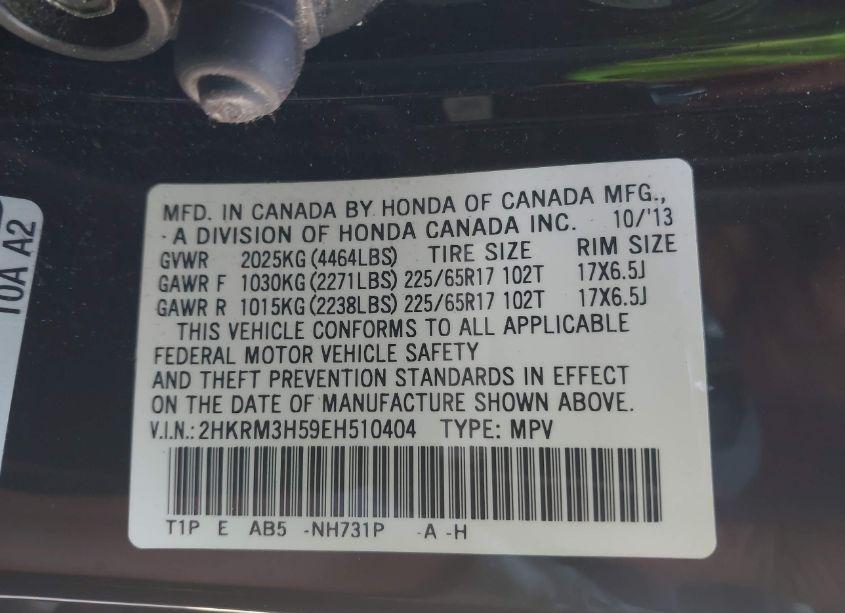 MFD. IN CANADA BY HONDA OF CANADA MFG.,
A DIVISION OF HONDA CANADA INC. 10/'13
GVWR 2025KG (4464LBS) TIRE SIZE RIM SIZE
GAWR F 1030KG (2271LBS) 225/65R17 102T 17X6.5J
GAWR R 1015KG (2238LBS) 225/65R17 102T 17X6.5J
THIS VEHICLE CONFORMS TO ALL APPLICABLE
FEDERAL MOTOR VEHICLE SAFETY
AND THEFT PREVENTION STANDARDS IN EFFECT
ON THE DATE OF MANUFACTURE SHOWN ABOVE.
V.I.N.: 2HKRM3H59EH510404 TYPE: MPV
T1P E AB5 -NH731P -A -H
10A A2